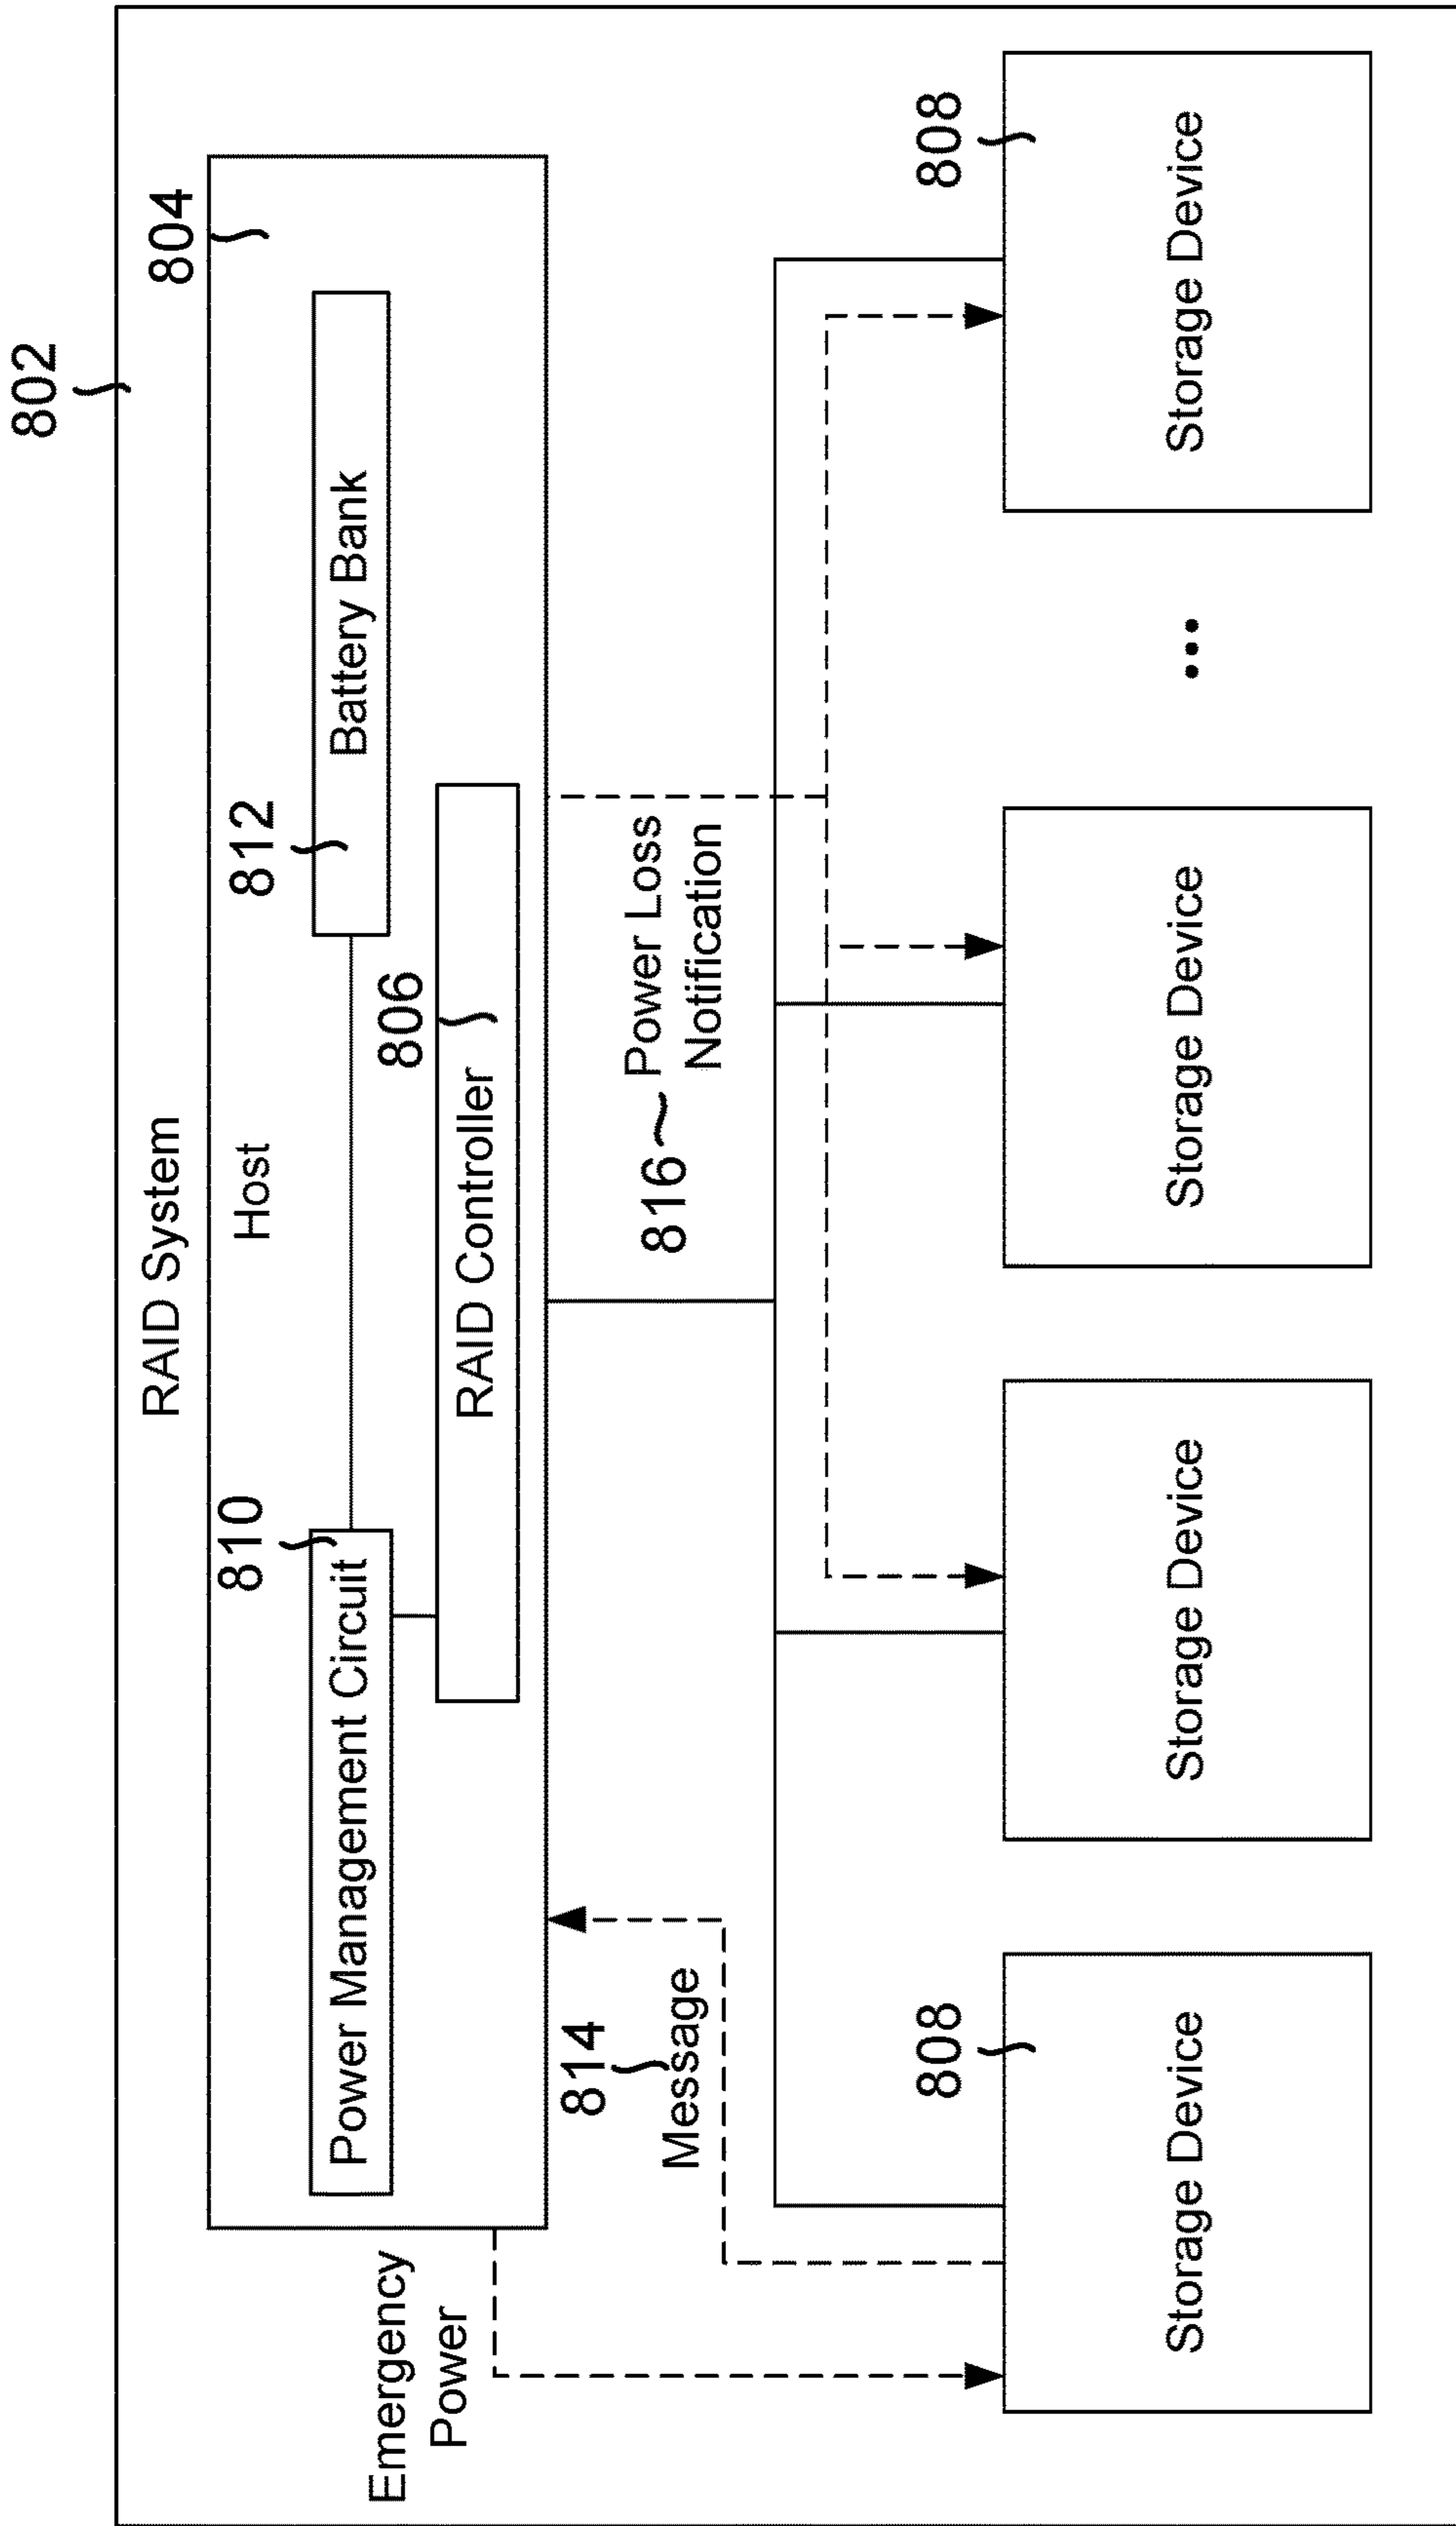 802
RAID System
804
Host
810
812
Power Management Circuit
Battery Bank
806
RAID Controller
Emergency
Power
814
Message
816
Power Loss
Notification
808
808
Storage Device
Storage Device
Storage Device
...
Storage Device